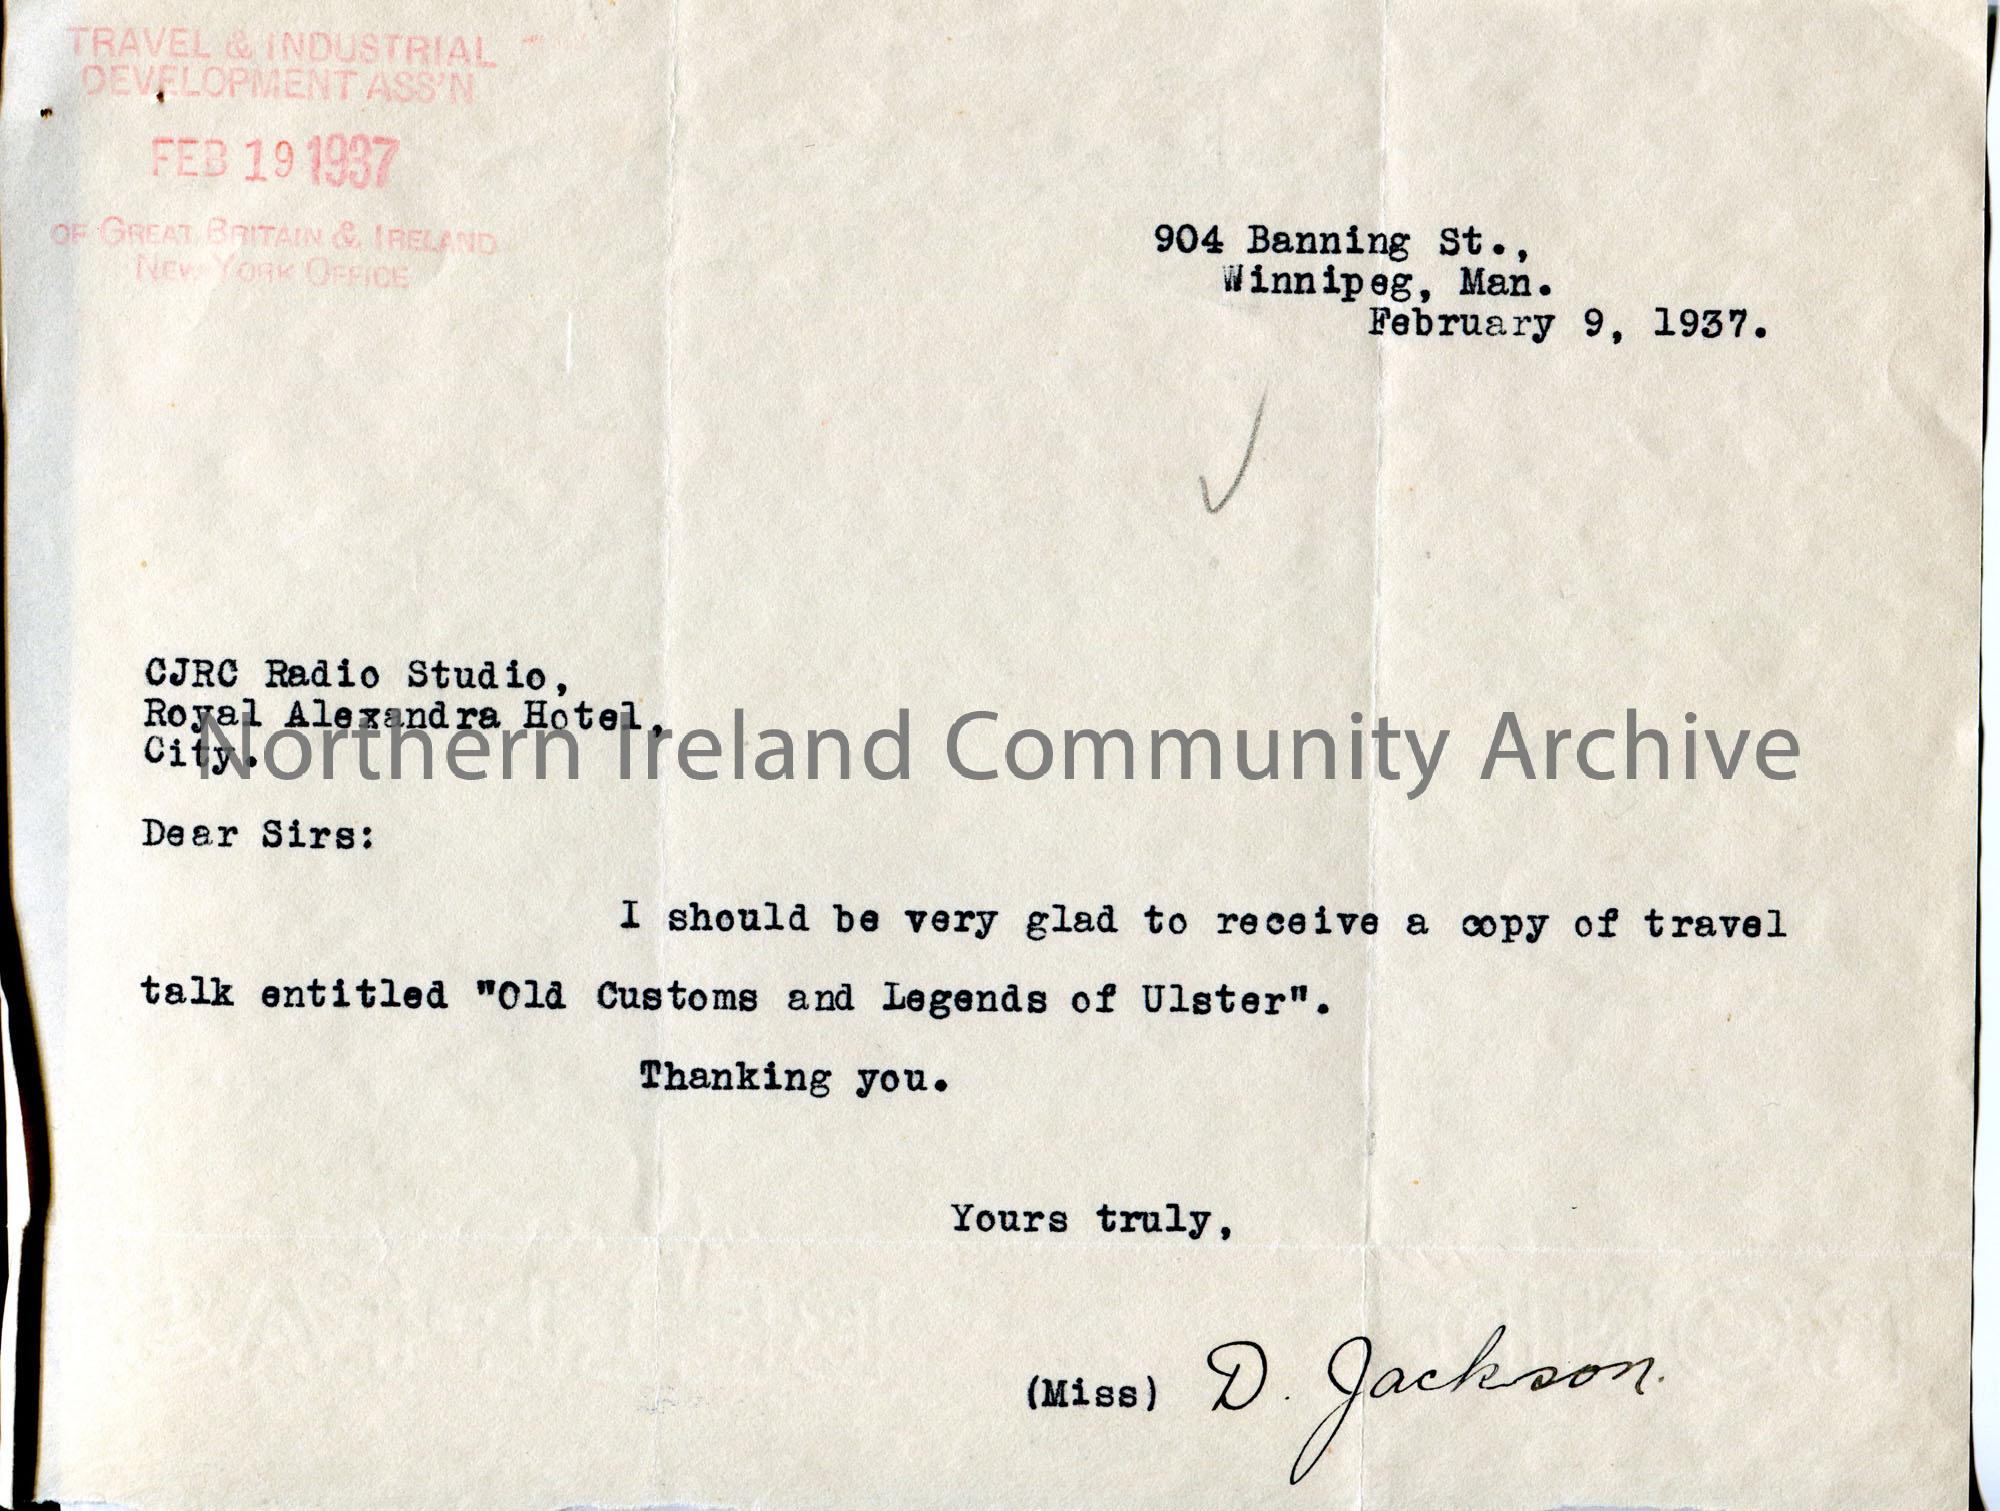 TRAVEL & INDUSTRIAL
DEVELOPMENT ASS'N
FEB 19 1937
OF GREAT BRITAIN & IRELAND
NEW YORK OFFICE
904 Banning St.,
Winnipeg, Man.
February 9, 1937.
CJRC Radio Studio,
Royal Alexandra Hotel,
City.
Northern Ireland Community Archive
Dear Sirs:
I should be very glad to receive a copy of travel
talk entitled "Old Customs and Legends of Ulster".
Thanking you.
Yours truly,
(Miss) D. Jackson.